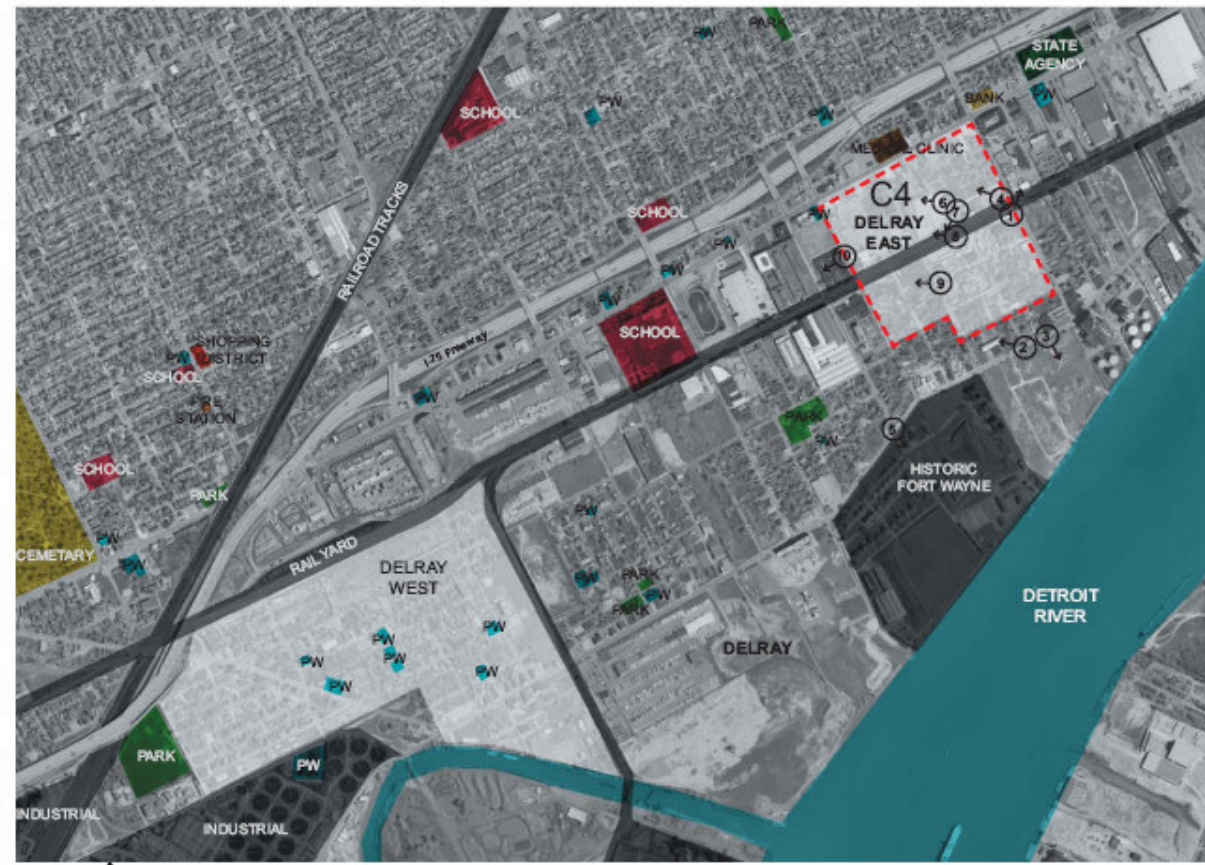 PW
PARK
STATE
AGENCY
PW
SCHOOL
PW
BANK
PW
MEDICAL CLINIC
RAILROAD TRACKS
C4
DELRAY
EAST
6
7
4
1
8
9
10
SCHOOL
PW
PW
PW
PW
SCHOOL
I-75 Freeway
SHOPPING
DISTRICT
PW
SCHOOL
FIRE
STATION
PW
2
3
PARK
PW
5
SCHOOL
PARK
HISTORIC
FORT WAYNE
CEMETARY
PW
PW
RAIL YARD
DELRAY
WEST
PW
PW
PARK
PW
PARK
DETROIT
RIVER
DELRAY
PW
PW
PW
PW
PW
PW
PARK
PW
INDUSTRIAL
INDUSTRIAL